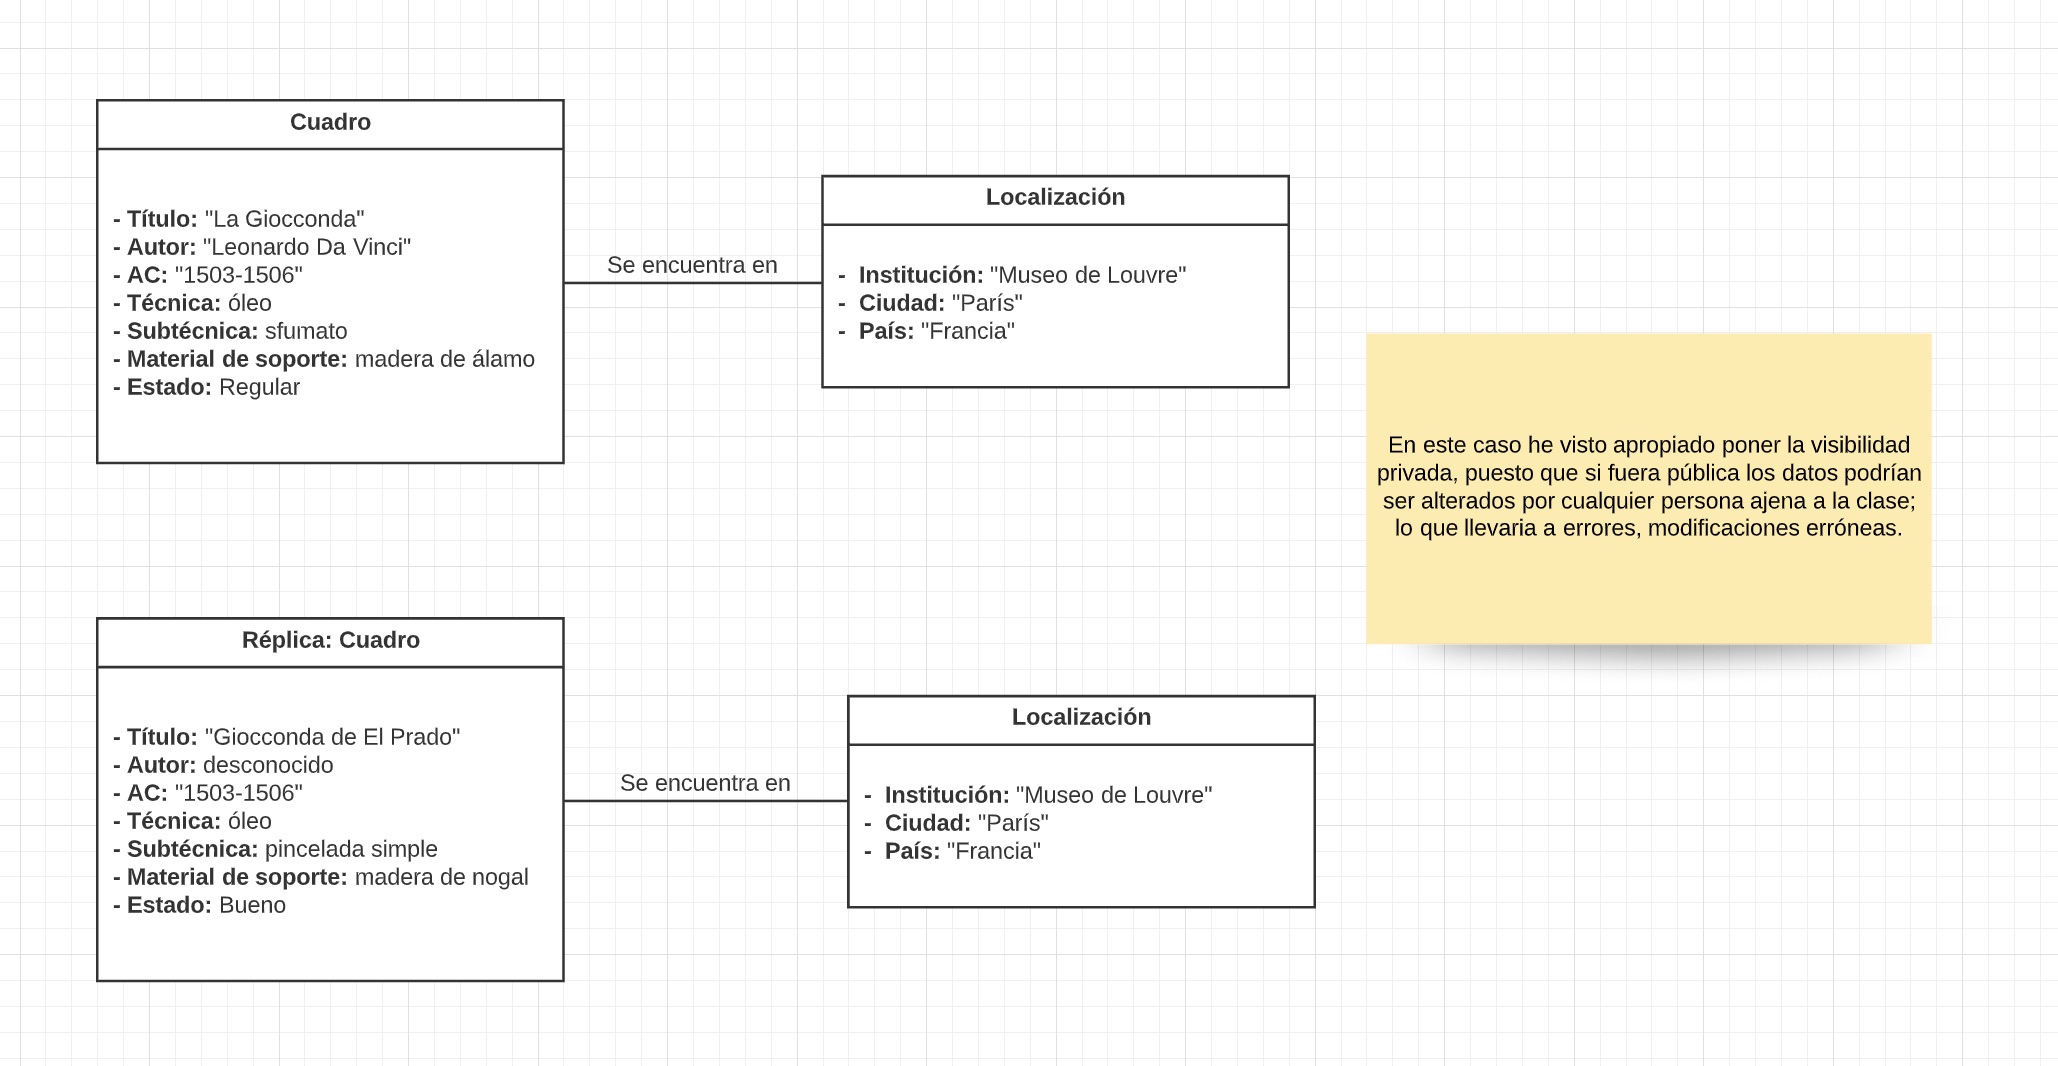 Cuadro
- Título: "La Giocconda"
- Autor: "Leonardo Da Vinci"
- AC: "1503-1506"
- Técnica: óleo
- Subtécnica: sfumato
- Material de soporte: madera de álamo
- Estado: Regular
Se encuentra en
Localización
- Institución: "Museo de Louvre"
- Ciudad: "París"
- País: "Francia"
En este caso he visto apropiado poner la visibilidad
privada, puesto que si fuera pública los datos podrían
ser alterados por cualquier persona ajena a la clase;
lo que llevaria a errores, modificaciones erróneas.
Réplica: Cuadro
- Título: "Giocconda de El Prado"
- Autor: desconocido
- AC: "1503-1506"
- Técnica: óleo
- Subtécnica: pincelada simple
- Material de soporte: madera de nogal
- Estado: Bueno
Se encuentra en
Localización
- Institución: "Museo de Louvre"
- Ciudad: "París"
- País: "Francia"